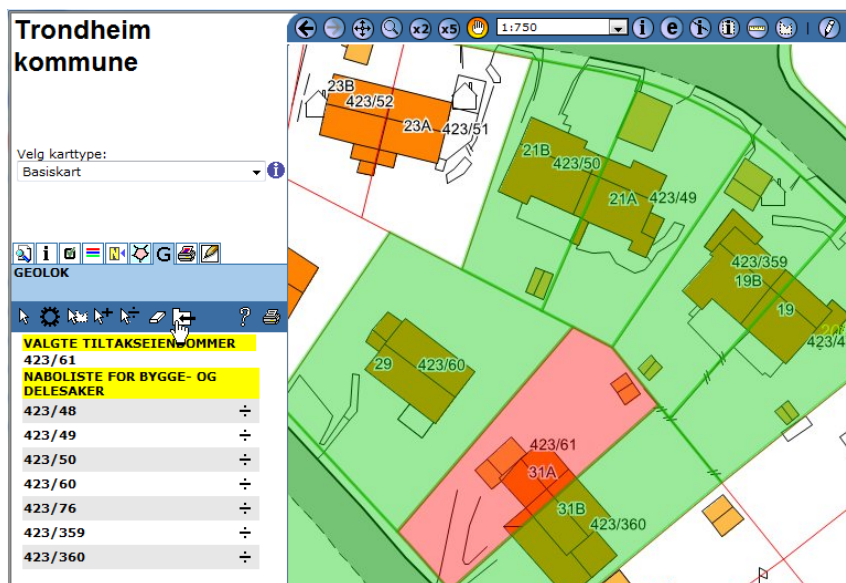 Trondheim
kommune
x2
x5
1:750
i
e
i
i
Velg karttype:
Basiskart
i
i
N
G
GEOLOK
?
VALGTE TILTAKSEIENDOMMER
423/61
NABOLISTE FOR BYGGE- OG
DELESAKER
423/48 ÷
423/49 ÷
423/50 ÷
423/60 ÷
423/76 ÷
423/359 ÷
423/360 ÷
23B
423/52
23A 423/51
21B 423/50
21A 423/49
423/359
19B
19
29 423/60
423/61
31A
31B
423/360